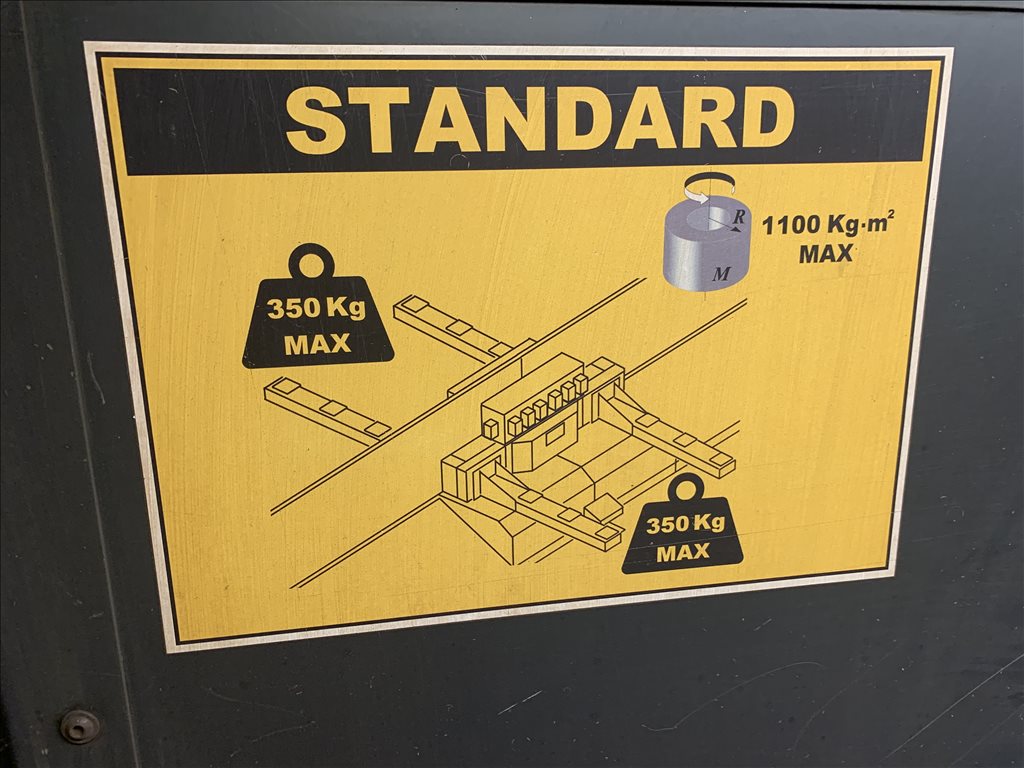 STANDARD
R
1100 Kg·m²
MAX
M
350 Kg
MAX
350 Kg
MAX